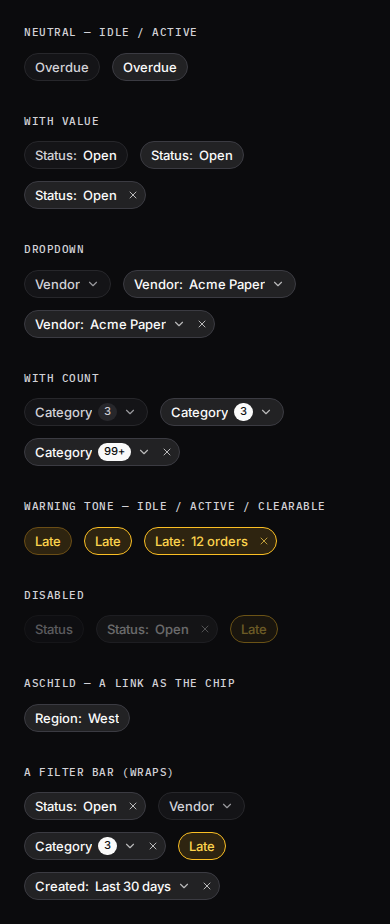 NEUTRAL — IDLE / ACTIVE
Overdue Overdue
WITH VALUE
Status: Open Status: Open
Status: Open ×
DROPDOWN
Vendor Vendor: Acme Paper
Vendor: Acme Paper ×
WITH COUNT
Category 3 Category 3
Category 99+ ×
WARNING TONE — IDLE / ACTIVE / CLEARABLE
Late Late Late: 12 orders ×
DISABLED
Status Status: Open × Late
ASCHILD — A LINK AS THE CHIP
Region: West
A FILTER BAR (WRAPS)
Status: Open × Vendor
Category 3 × Late
Created: Last 30 days ×